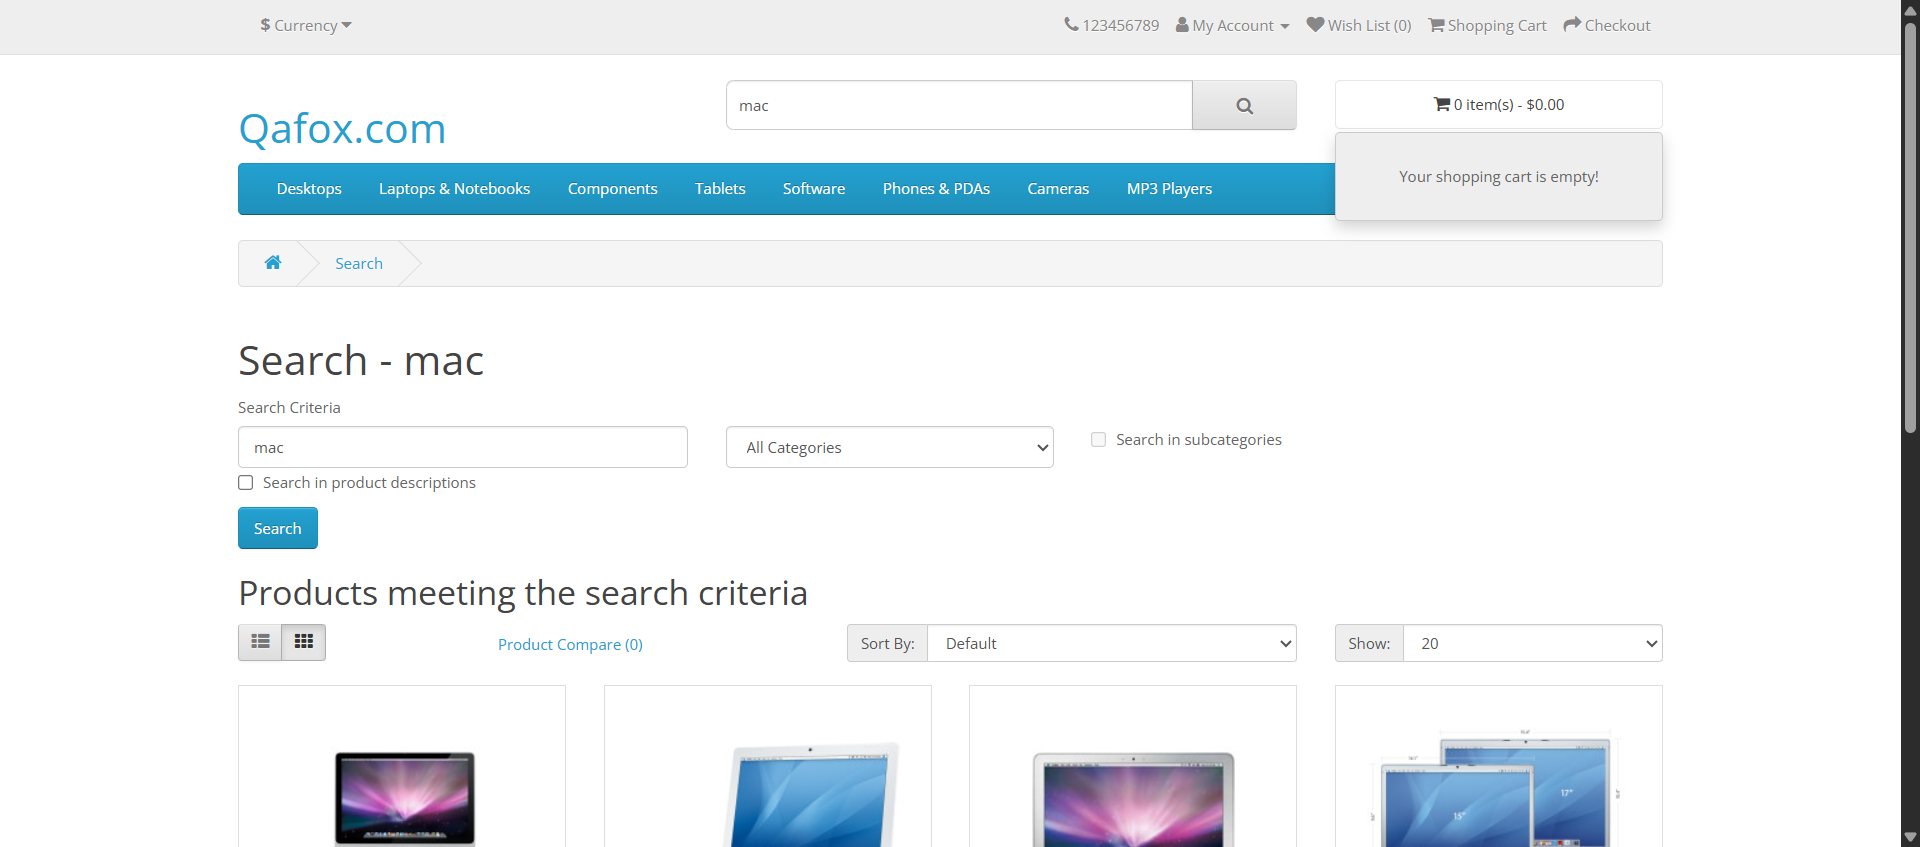 $ Currency
123456789 My Account Wish List (0) Shopping Cart Checkout
mac
0 item(s) - $0.00
Qafox.com
Your shopping cart is empty!
Desktops Laptops & Notebooks Components Tablets Software Phones & PDAs Cameras MP3 Players
Search
Search - mac
Search Criteria
mac
All Categories
Search in subcategories
Search in product descriptions
Search
Products meeting the search criteria
Product Compare (0)
Sort By: Default
Show: 20
17"
15"